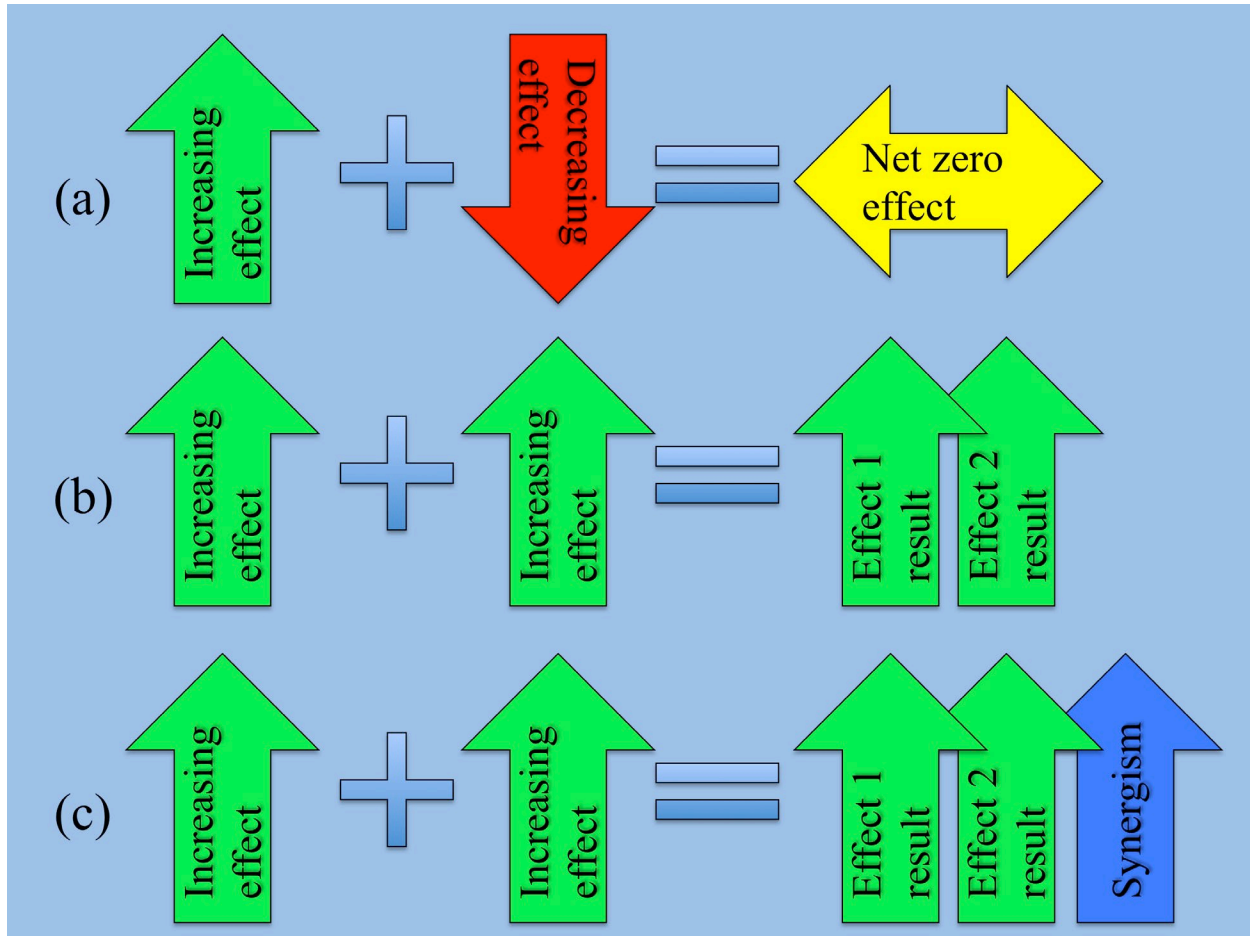 (a)
Increasing
effect
Decreasing
effect
Net zero
effect
(b)
Increasing
effect
Increasing
effect
Effect 1
result
Effect 2
result
(c)
Increasing
effect
Increasing
effect
Effect 1
result
Effect 2
result
Synergism